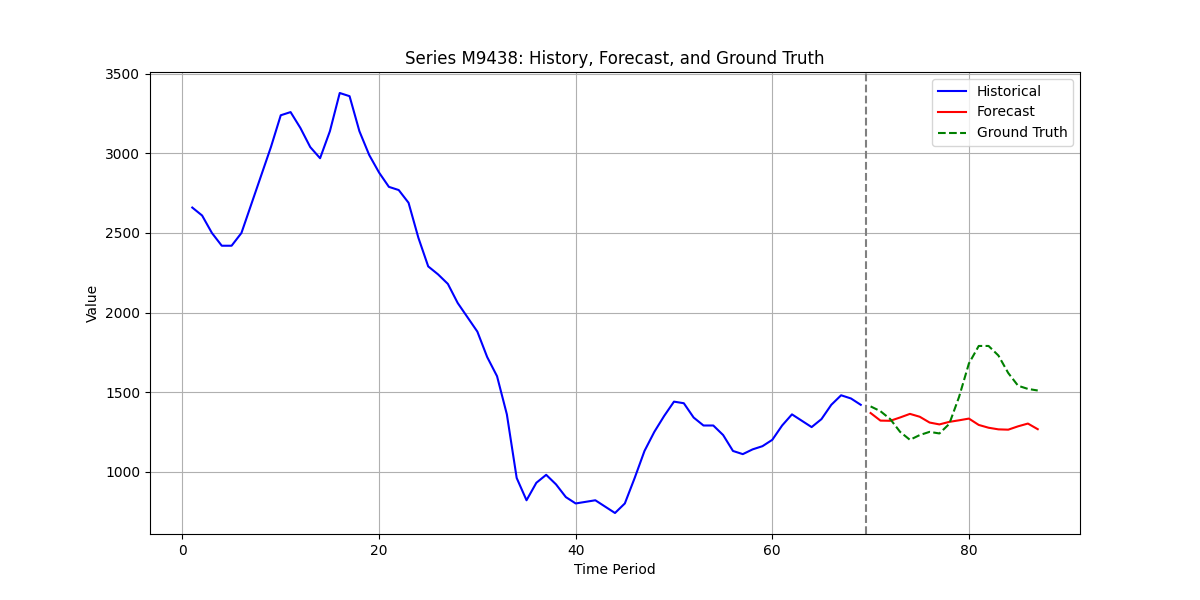 Series M9438: History, Forecast, and Ground Truth
3500
3000
2500
2000
1500
1000
Value
Historical
Forecast
Ground Truth
0 20 40 60 80
Time Period